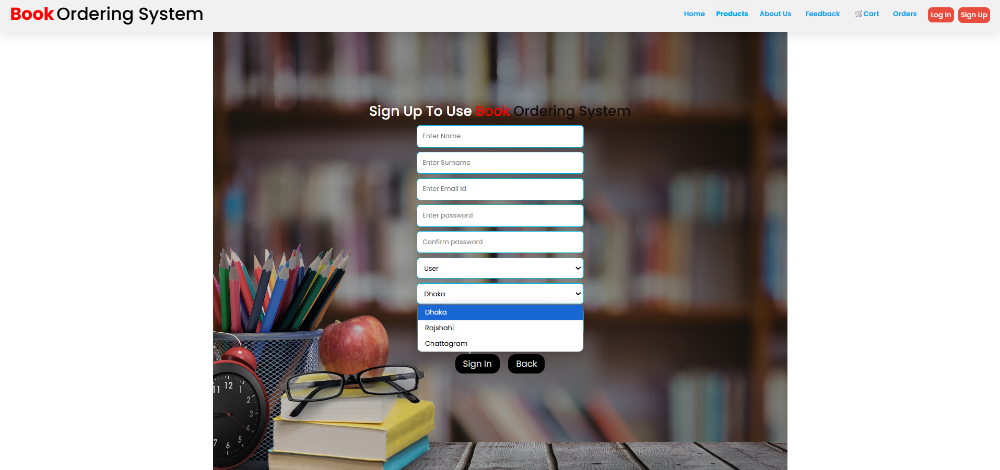 Book Ordering System
Home Products About Us Feedback 🛒Cart Orders Log In Sign Up
Sign Up To Use Book Ordering System
Enter Name
Enter Surname
Enter Email Id
Enter password
Confirm password
User
Dhaka
Dhaka
Rajshahi
Chattagram
Sign In Back
11 12 1
2
3
4
5
6
7